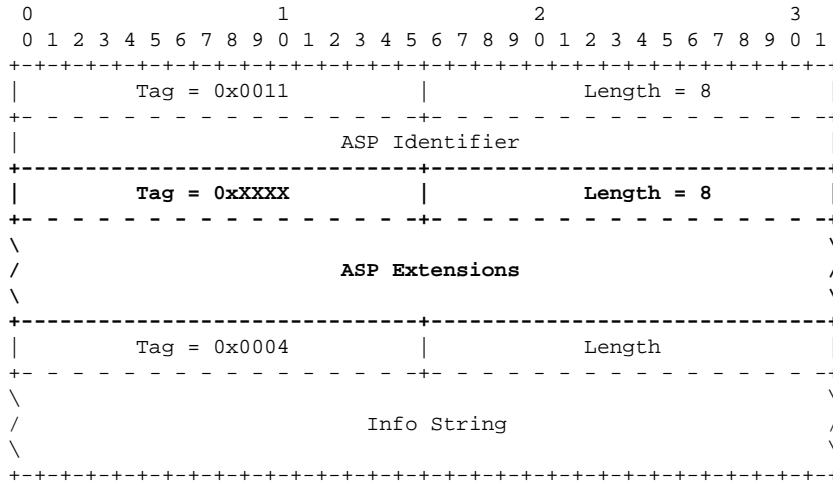 0                   1                   2                   3
0 1 2 3 4 5 6 7 8 9 0 1 2 3 4 5 6 7 8 9 0 1 2 3 4 5 6 7 8 9 0 1
Tag = 0x0011 Length = 8
ASP Identifier
Tag = 0xXXXX Length = 8
ASP Extensions
Tag = 0x0004 Length
Info String